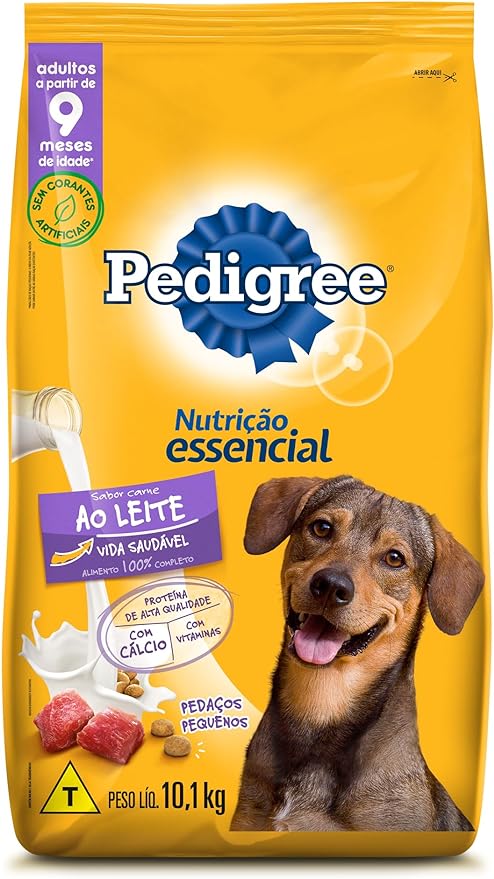 adultos
a partir de
9
meses
de idade*
SEM CORANTES
ARTIFICIAIS
ABRIR AQUI
Pedigree®
Nutrição
essencial
Sabor carne
AO LEITE
VIDA SAUDÁVEL
ALIMENTO 100% COMPLETO
PROTEÍNA
DE ALTA QUALIDADE
COM
CÁLCIO
COM
VITAMINAS
PEDAÇOS
PEQUENOS
T
PESO LÍQ. 10,1 kg